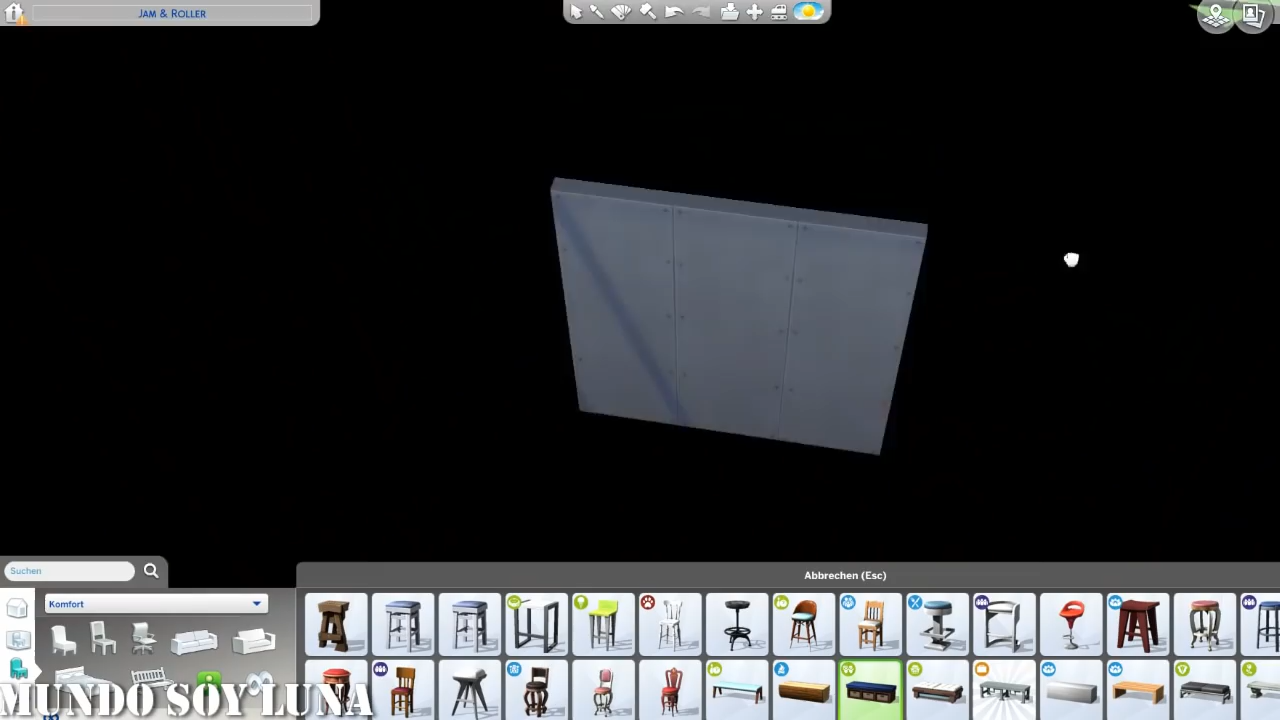 JAM & ROLLER
Suchen
Abbrechen (Esc)
Komfort
MUNDO SOY LUNA